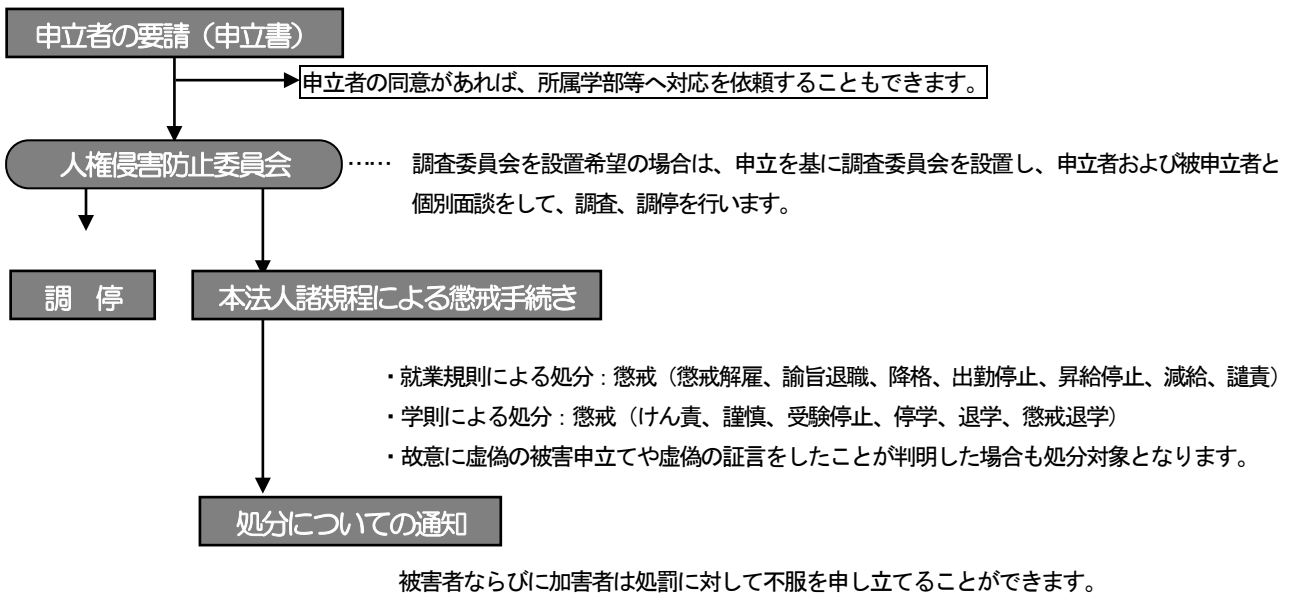 申立者の要請（申立書）
申立者の同意があれば、所属学部等へ対応を依頼することもできます。
人権侵害防止委員会
…… 調査委員会を設置希望の場合は、申立を基に調査委員会を設置し、申立者および被申立者と
個別面談をして、調査、調停を行います。
調　停
本法人諸規程による懲戒手続き
・就業規則による処分：懲戒（懲戒解雇、諭旨退職、降格、出勤停止、昇給停止、減給、譴責）
・学則による処分：懲戒（けん責、謹慎、受験停止、停学、退学、懲戒退学）
・故意に虚偽の被害申立てや虚偽の証言をしたことが判明した場合も処分対象となります。
処分についての通知
被害者ならびに加害者は処罰に対して不服を申し立てることができます。